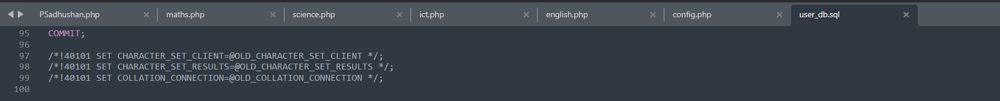 PSadhushan.php maths.php science.php ict.php english.php config.php user_db.sql
95 COMMIT;
96
97 /*!40101 SET CHARACTER_SET_CLIENT=@OLD_CHARACTER_SET_CLIENT */;
98 /*!40101 SET CHARACTER_SET_RESULTS=@OLD_CHARACTER_SET_RESULTS */;
99 /*!40101 SET COLLATION_CONNECTION=@OLD_COLLATION_CONNECTION */;
100